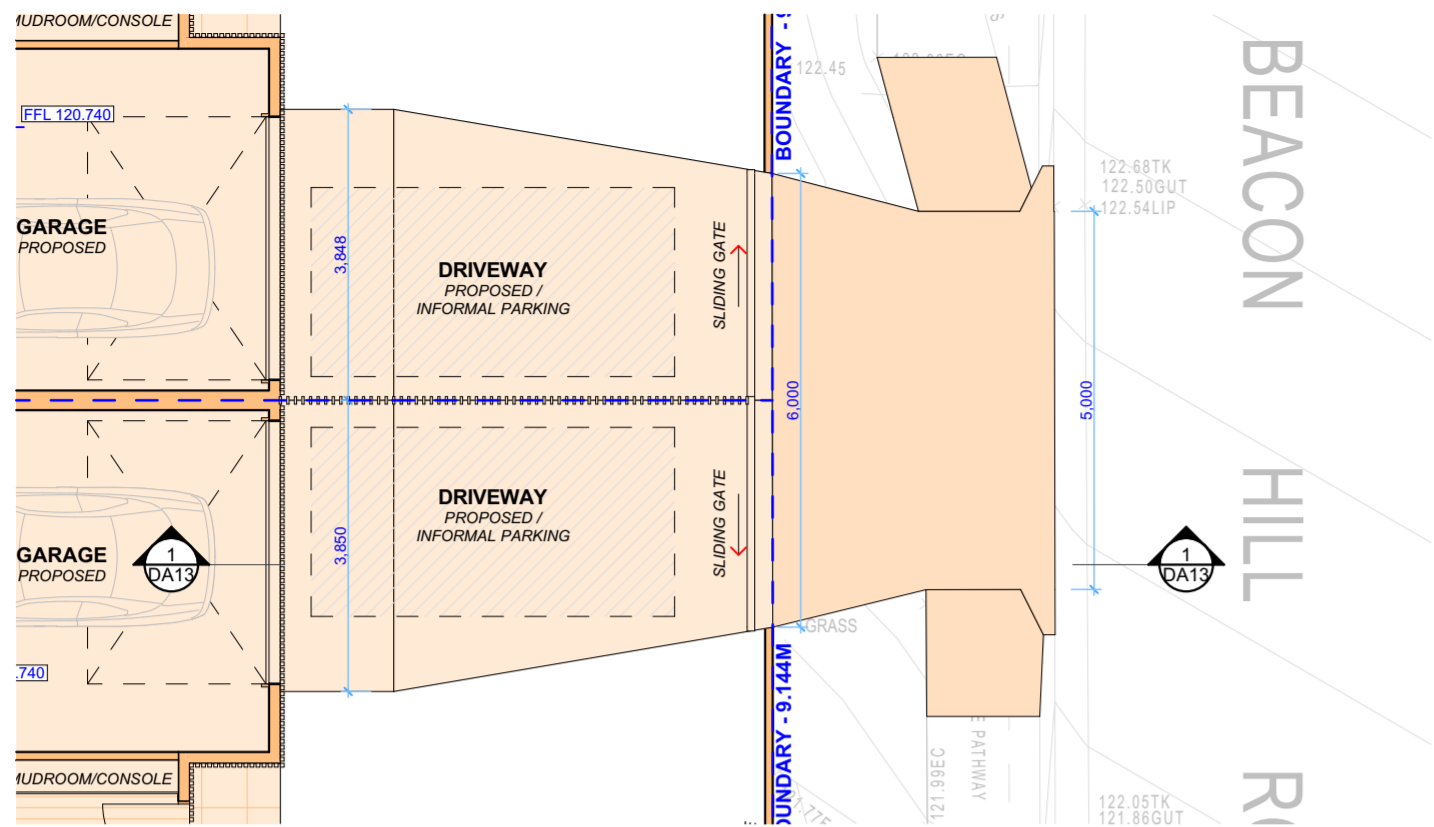 MUDROOM/CONSOLE
BOUNDARY -
122.45
BEACON
FFL 120.740
122.68TK
122.50GUT
122.54LIP
GARAGE
PROPOSED
3,848
DRIVEWAY
PROPOSED /
INFORMAL PARKING
SLIDING GATE
6,000
5,000
HILL
DRIVEWAY
PROPOSED /
INFORMAL PARKING
SLIDING GATE
3,850
GARAGE
PROPOSED
1
DA13
1
DA13
GRASS
.740
BOUNDARY - 9.144M
MUDROOM/CONSOLE
121.99EC
PATHWAY
122.05TK
121.86GUT